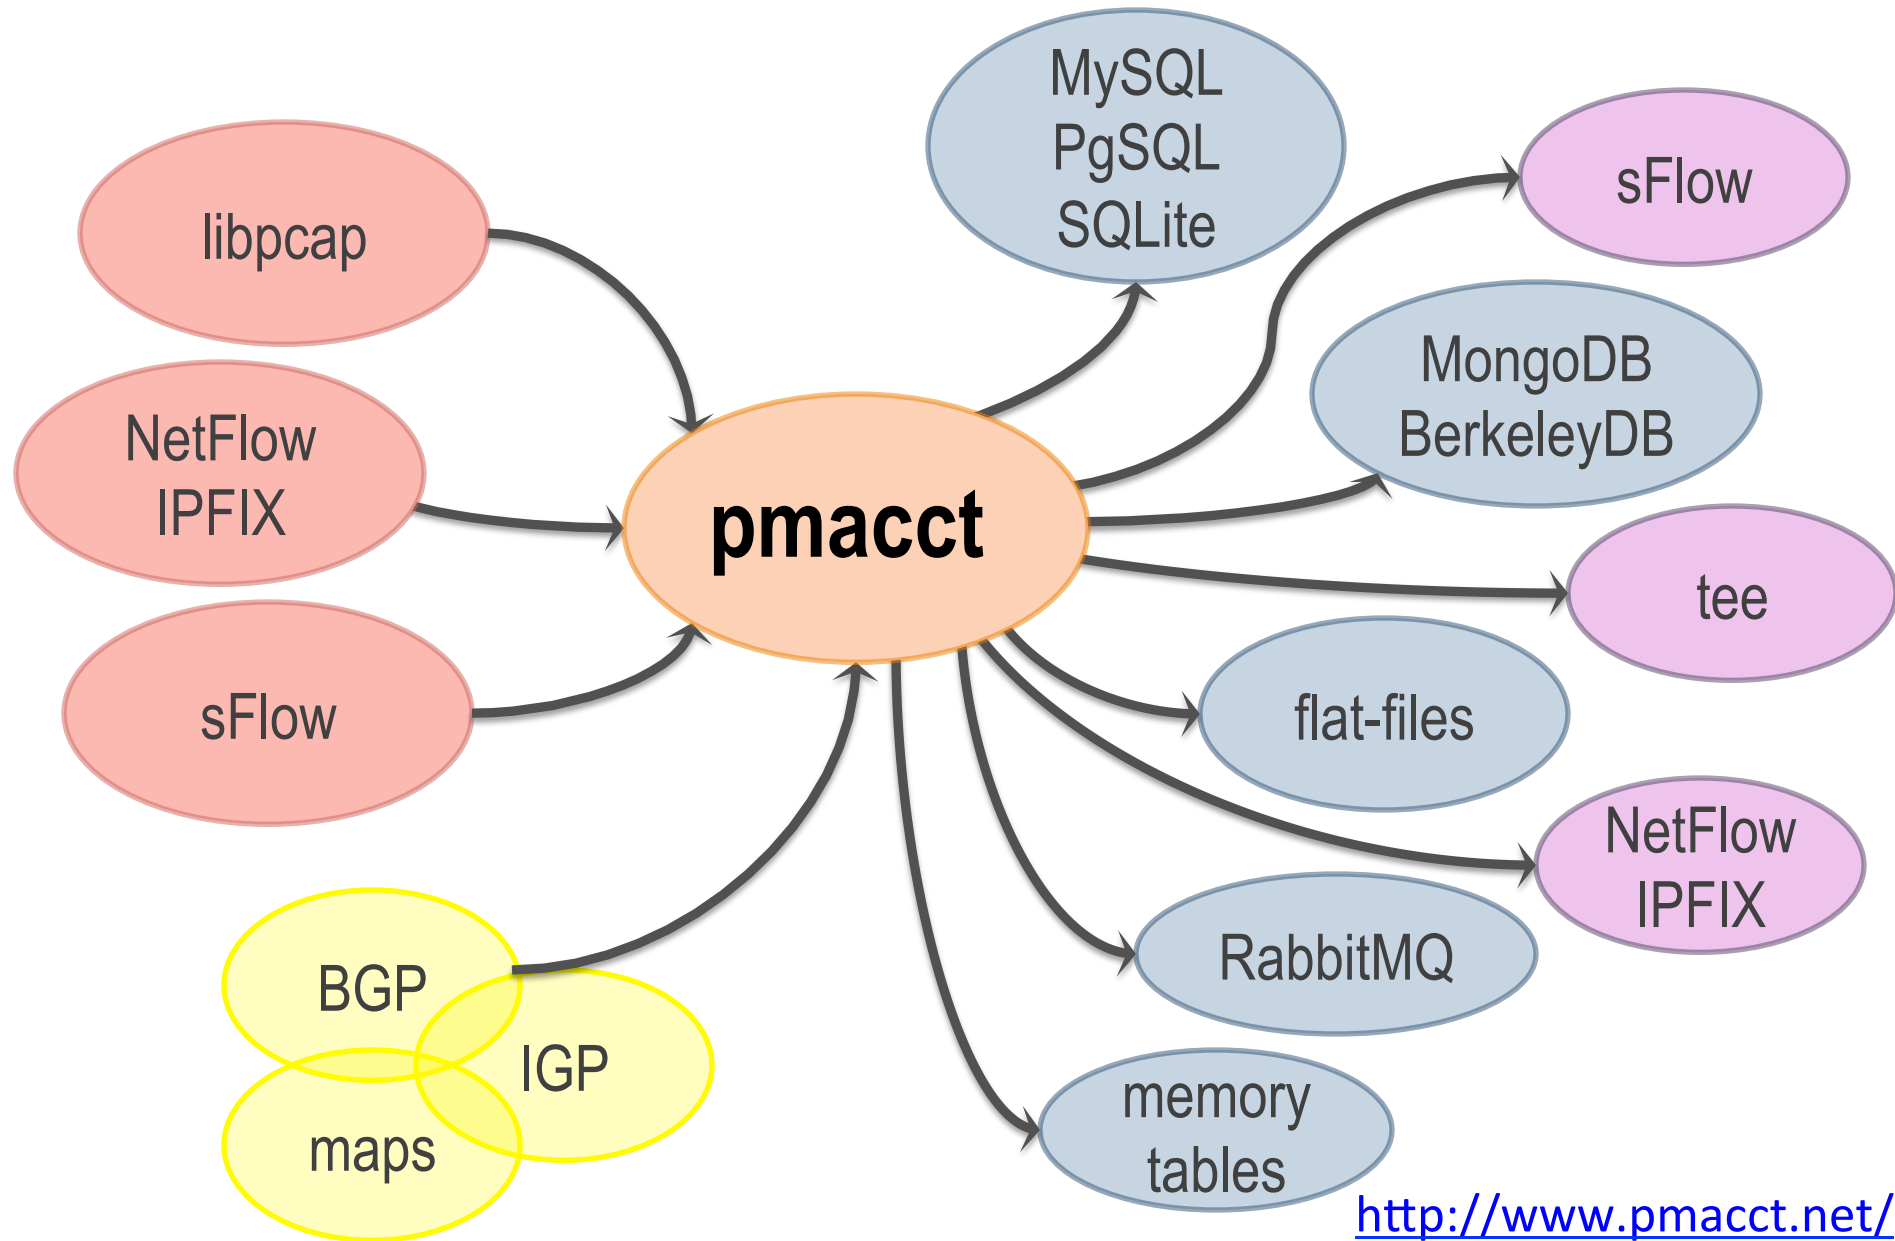 libpcap
NetFlow
IPFIX
sFlow
BGP
IGP
maps
pmacct
MySQL
PgSQL
SQLite
sFlow
MongoDB
BerkeleyDB
tee
flat-files
NetFlow
IPFIX
RabbitMQ
memory
tables
http://www.pmacct.net/